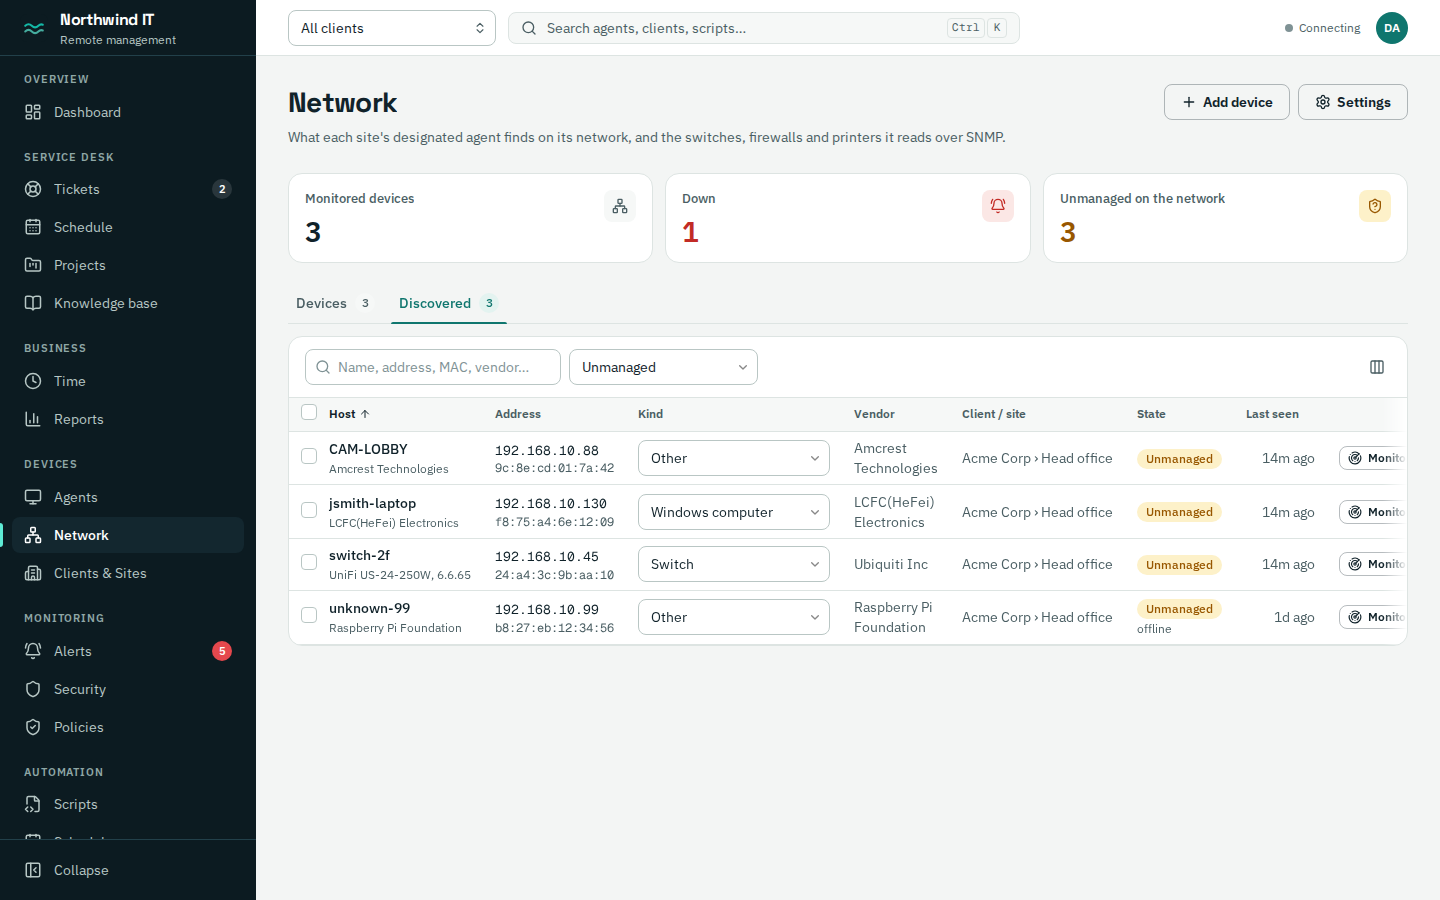 Northwind IT
Remote management
All clients
Search agents, clients, scripts...
Ctrl K
Connecting
DA
OVERVIEW
Dashboard
SERVICE DESK
Tickets 2
Schedule
Projects
Knowledge base
BUSINESS
Time
Reports
DEVICES
Agents
Network
Clients & Sites
MONITORING
Alerts 5
Security
Policies
AUTOMATION
Scripts
Collapse
Network
Add device
Settings
What each site's designated agent finds on its network, and the switches, firewalls and printers it reads over SNMP.
Monitored devices
3
Down
1
Unmanaged on the network
3
Devices 3
Discovered 3
Name, address, MAC, vendor...
Unmanaged
Host Address Kind Vendor Client / site State Last seen
CAM-LOBBY
Amcrest Technologies
192.168.10.88
9c:8e:cd:01:7a:42
Other
Amcrest
Technologies
Acme Corp › Head office
Unmanaged
14m ago
jsmith-laptop
LCFC(HeFei) Electronics
192.168.10.130
f8:75:a4:6e:12:09
Windows computer
LCFC(HeFei)
Electronics
Acme Corp › Head office
Unmanaged
14m ago
switch-2f
UniFi US-24-250W, 6.6.65
192.168.10.45
24:a4:3c:9b:aa:10
Switch
Ubiquiti Inc
Acme Corp › Head office
Unmanaged
14m ago
unknown-99
Raspberry Pi Foundation
192.168.10.99
b8:27:eb:12:34:56
Other
Raspberry Pi
Foundation
Acme Corp › Head office
Unmanaged
offline
1d ago